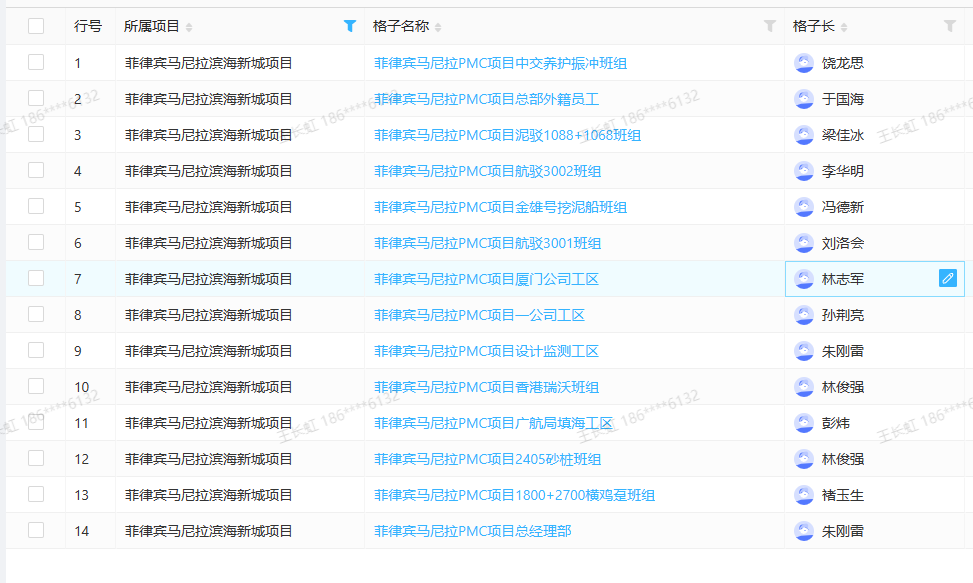 行号 所属项目 格子名称 格子长
1 菲律宾马尼拉滨海新城项目 菲律宾马尼拉PMC项目中交养护振冲班组 饶龙思
2 菲律宾马尼拉滨海新城项目 菲律宾马尼拉PMC项目总部外籍员工 于国海
3 菲律宾马尼拉滨海新城项目 菲律宾马尼拉PMC项目泥驳1088+1068班组 梁佳冰
4 菲律宾马尼拉滨海新城项目 菲律宾马尼拉PMC项目航驳3002班组 李华明
5 菲律宾马尼拉滨海新城项目 菲律宾马尼拉PMC项目金雄号挖泥船班组 冯德新
6 菲律宾马尼拉滨海新城项目 菲律宾马尼拉PMC项目航驳3001班组 刘洛会
7 菲律宾马尼拉滨海新城项目 菲律宾马尼拉PMC项目厦门公司工区 林志军
8 菲律宾马尼拉滨海新城项目 菲律宾马尼拉PMC项目一公司工区 孙荆亮
9 菲律宾马尼拉滨海新城项目 菲律宾马尼拉PMC项目设计监测工区 朱刚雷
10 菲律宾马尼拉滨海新城项目 菲律宾马尼拉PMC项目香港瑞沃班组 林俊强
11 菲律宾马尼拉滨海新城项目 菲律宾马尼拉PMC项目广航局填海工区 彭炜
12 菲律宾马尼拉滨海新城项目 菲律宾马尼拉PMC项目2405砂桩班组 林俊强
13 菲律宾马尼拉滨海新城项目 菲律宾马尼拉PMC项目1800+2700横鸡趸班组 褚玉生
14 菲律宾马尼拉滨海新城项目 菲律宾马尼拉PMC项目总经理部 朱刚雷
王长虹 186****6132